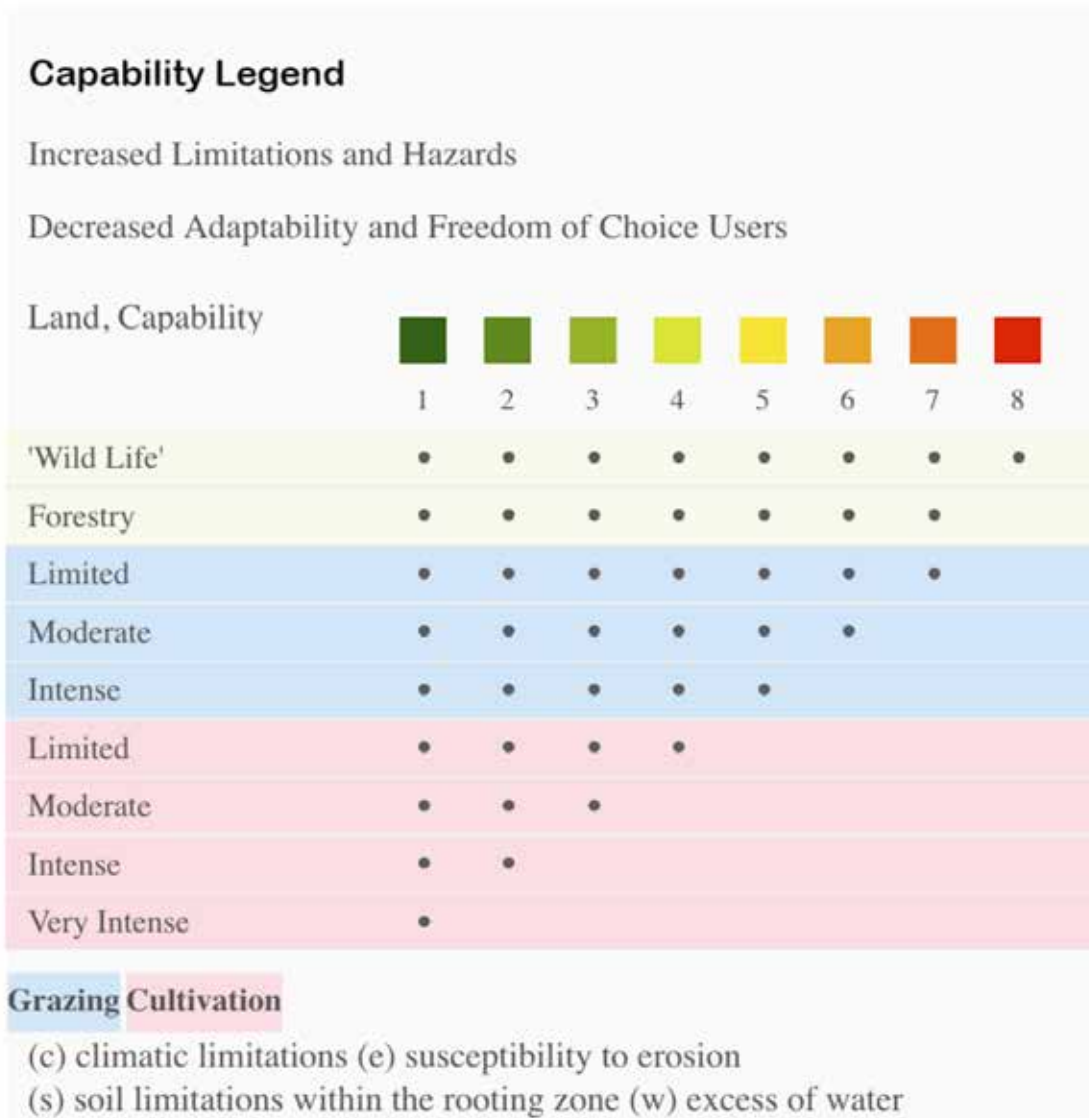 Capability Legend
Increased Limitations and Hazards
Decreased Adaptability and Freedom of Choice Users
Land, Capability
1 2 3 4 5 6 7 8
'Wild Life' • • • • • • • •
Forestry • • • • • • •
Limited • • • • • • •
Moderate • • • • • •
Intense • • • • •
Limited • • • •
Moderate • • •
Intense • •
Very Intense •
Grazing Cultivation
(c) climatic limitations (e) susceptibility to erosion
(s) soil limitations within the rooting zone (w) excess of water